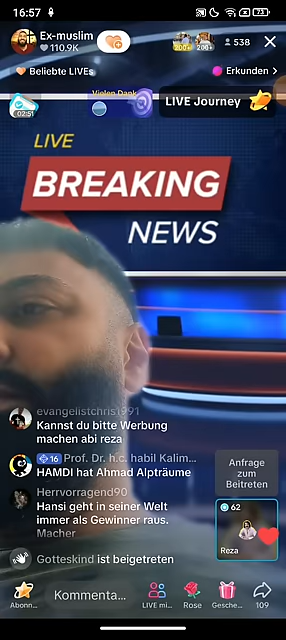 16:57
73
Ex-muslim
110.9K
200+
200+
538
Beliebte LIVEs
Erkunden >
Vielen Dank
02:51
LIVE Journey
LIVE
BREAKING
NEWS
evangelistchris1991
Kannst du bitte Werbung
machen abi reza
16 Prof. Dr. h.c. habil Kalim...
HAMDI hat Ahmad Alpträume
Herrvorragend90
Hansi geht in seiner Welt
immer als Gewinner raus.
Macher
Gotteskind ist beigetreten
Anfrage
zum
Beitreten
62
Reza
Abonn...
Kommenta...
LIVE mi...
Rose
Gesche...
109